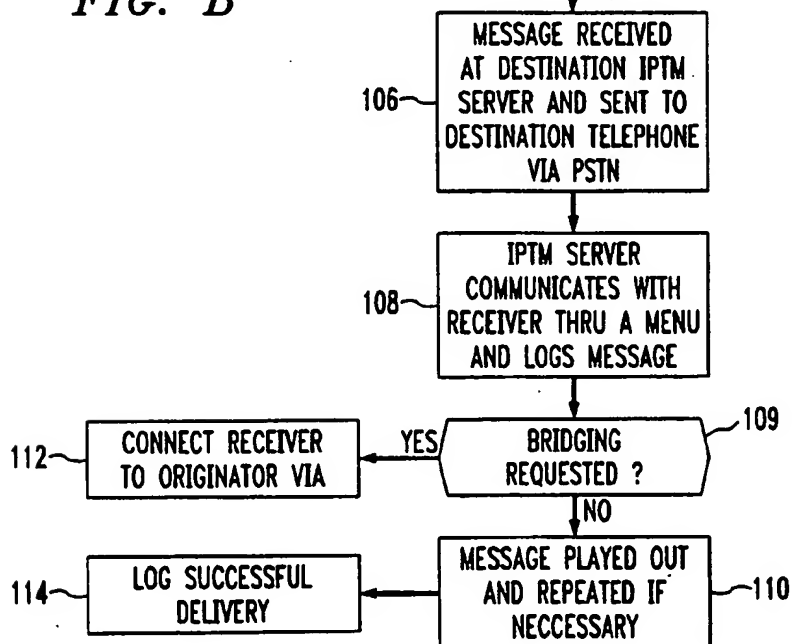 FIG. B
MESSAGE RECEIVED
AT DESTINATION IPTM
SERVER AND SENT TO
DESTINATION TELEPHONE
VIA PSTN
106
IPTM SERVER
COMMUNICATES WITH
RECEIVER THRU A MENU
AND LOGS MESSAGE
108
BRIDGING
REQUESTED ?
109
YES
NO
CONNECT RECEIVER
TO ORIGINATOR VIA
112
MESSAGE PLAYED OUT
AND REPEATED IF
NECCESSARY
110
LOG SUCCESSFUL
DELIVERY
114